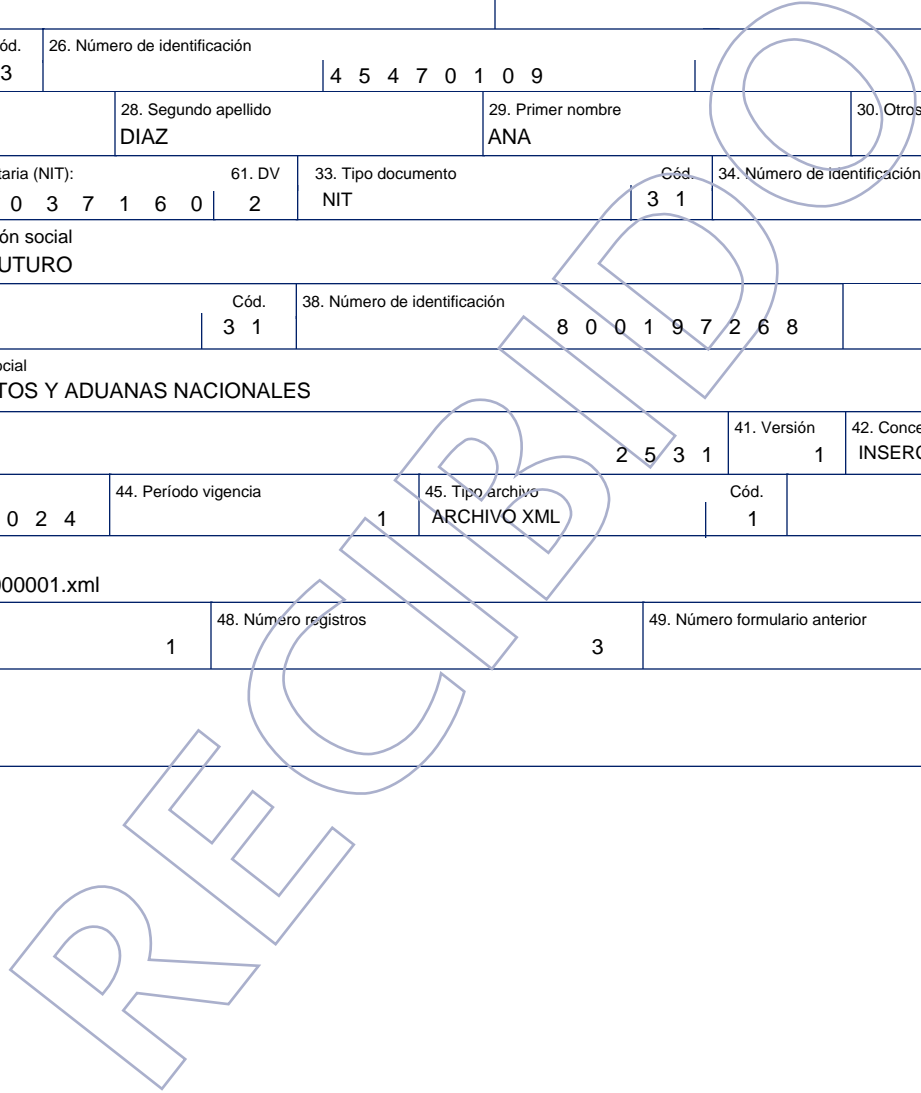 ód. 26. Número de identificación
3 4 5 4 7 0 1 0 9
28. Segundo apellido 29. Primer nombre 30. Otros
DIAZ ANA
taria (NIT): 61. DV 33. Tipo documento Cód. 34. Número de identificación
0 3 7 1 6 0 2 NIT 3 1
ón social
UTURO
Cód. 38. Número de identificación
3 1 8 0 0 1 9 7 2 6 8
ocial
TOS Y ADUANAS NACIONALES
41. Versión 42. Conce
2 5 3 1 1 INSERC
44. Período vigencia 45. Tipo archivo Cód.
0 2 4 1 ARCHIVO XML 1
000001.xml
48. Número registros 49. Número formulario anterior
1 3
RECIBIDO